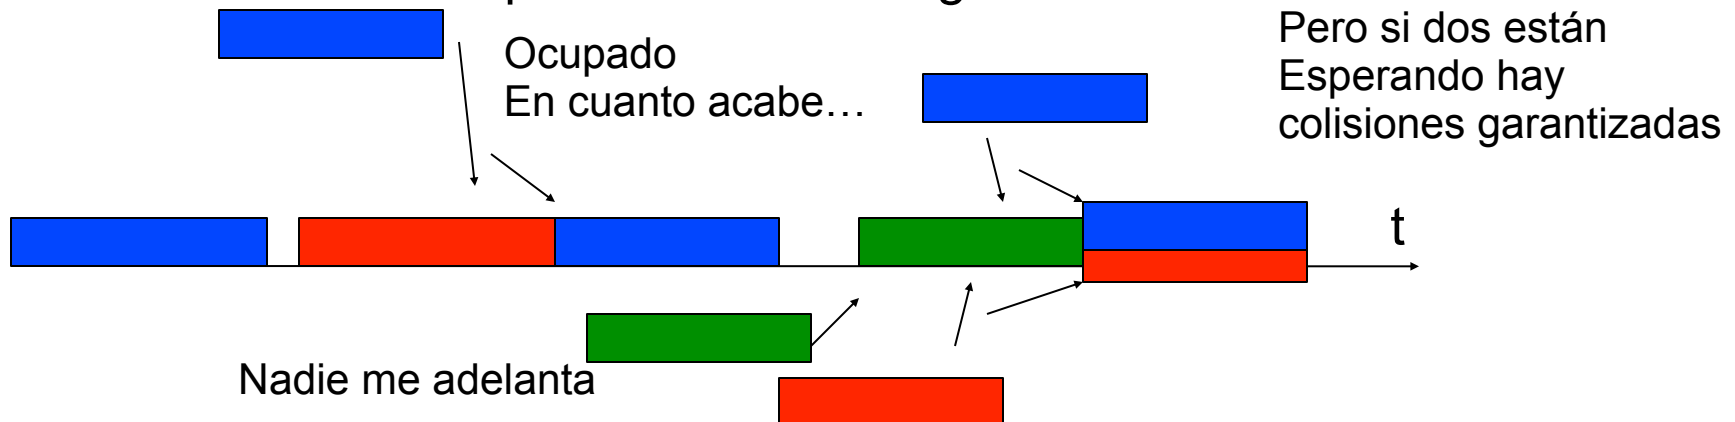 Ocupado
En cuanto acabe…
Pero si dos están
Esperando hay
colisiones garantizadas
t
Nadie me adelanta